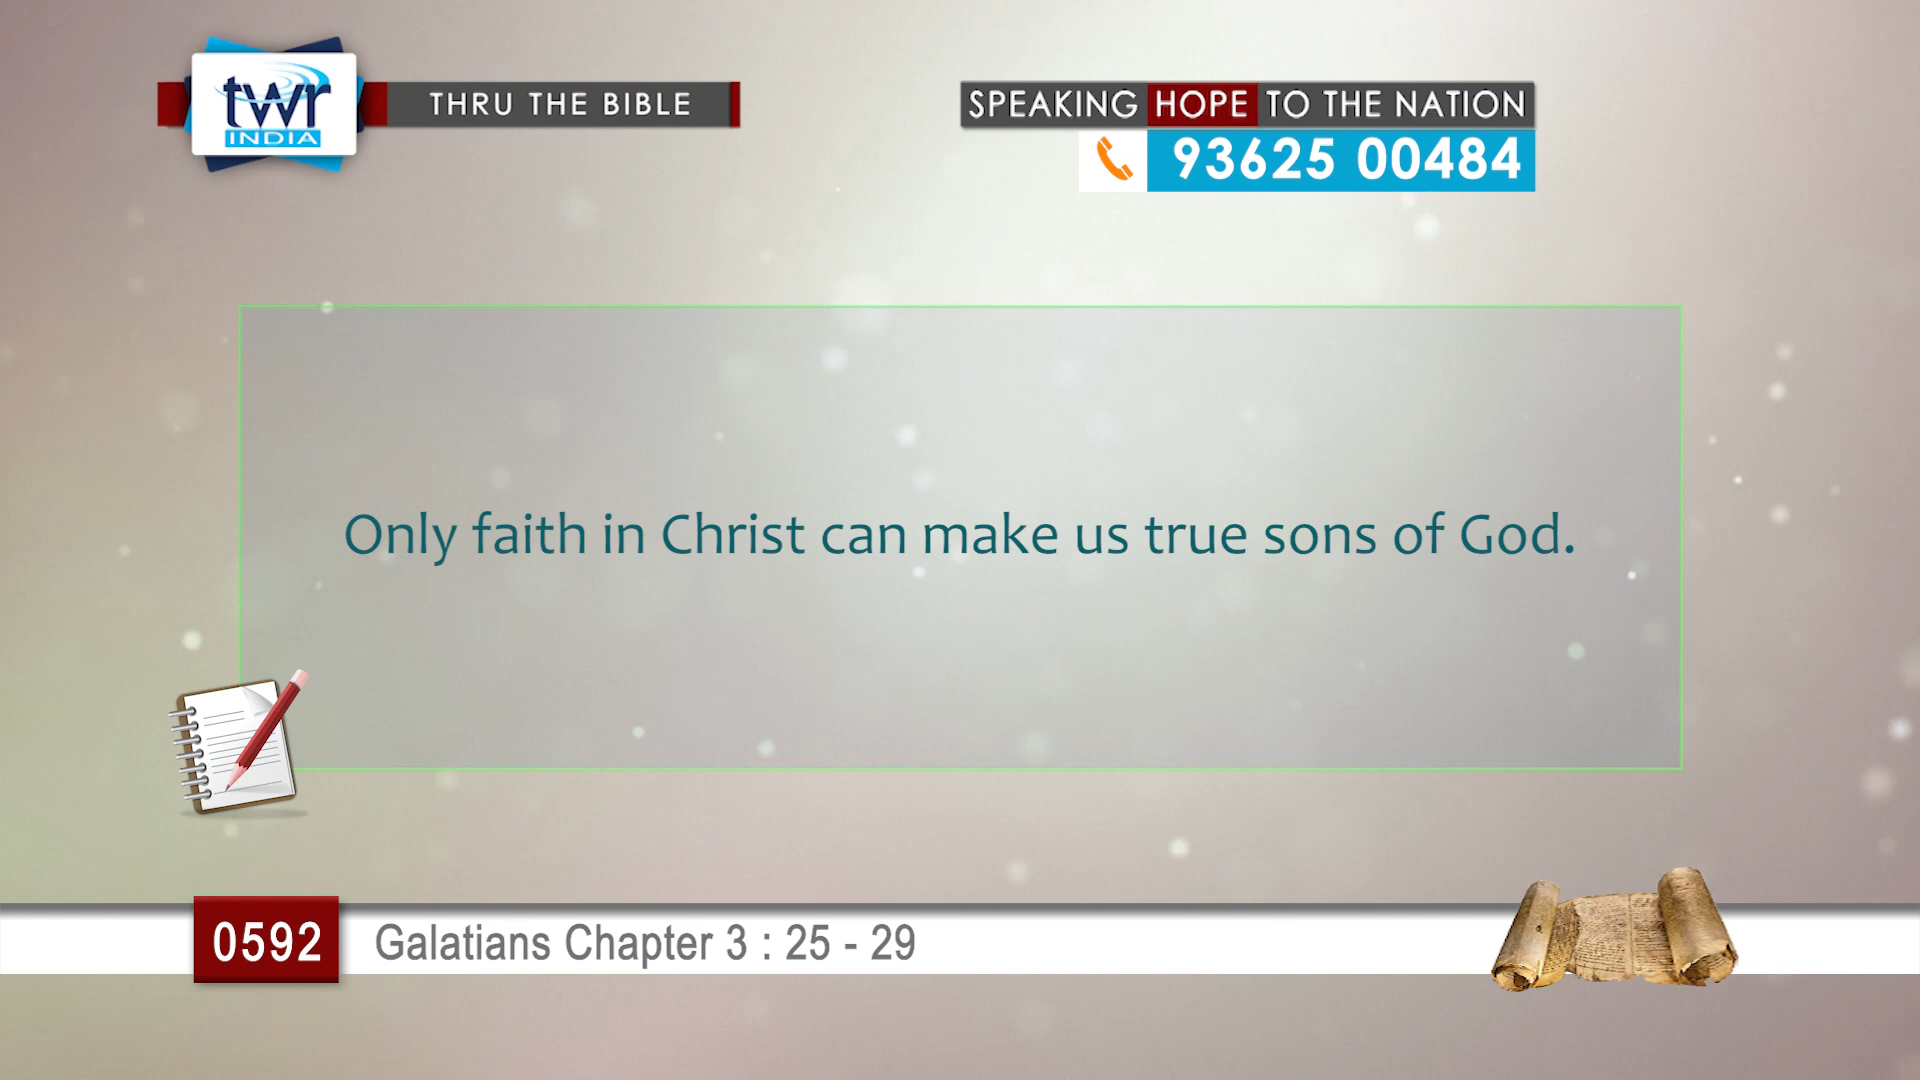 twr
INDIA
THRU THE BIBLE
SPEAKING HOPE TO THE NATION
93625 00484
Only faith in Christ can make us true sons of God.
0592
Galatians Chapter 3 : 25 - 29